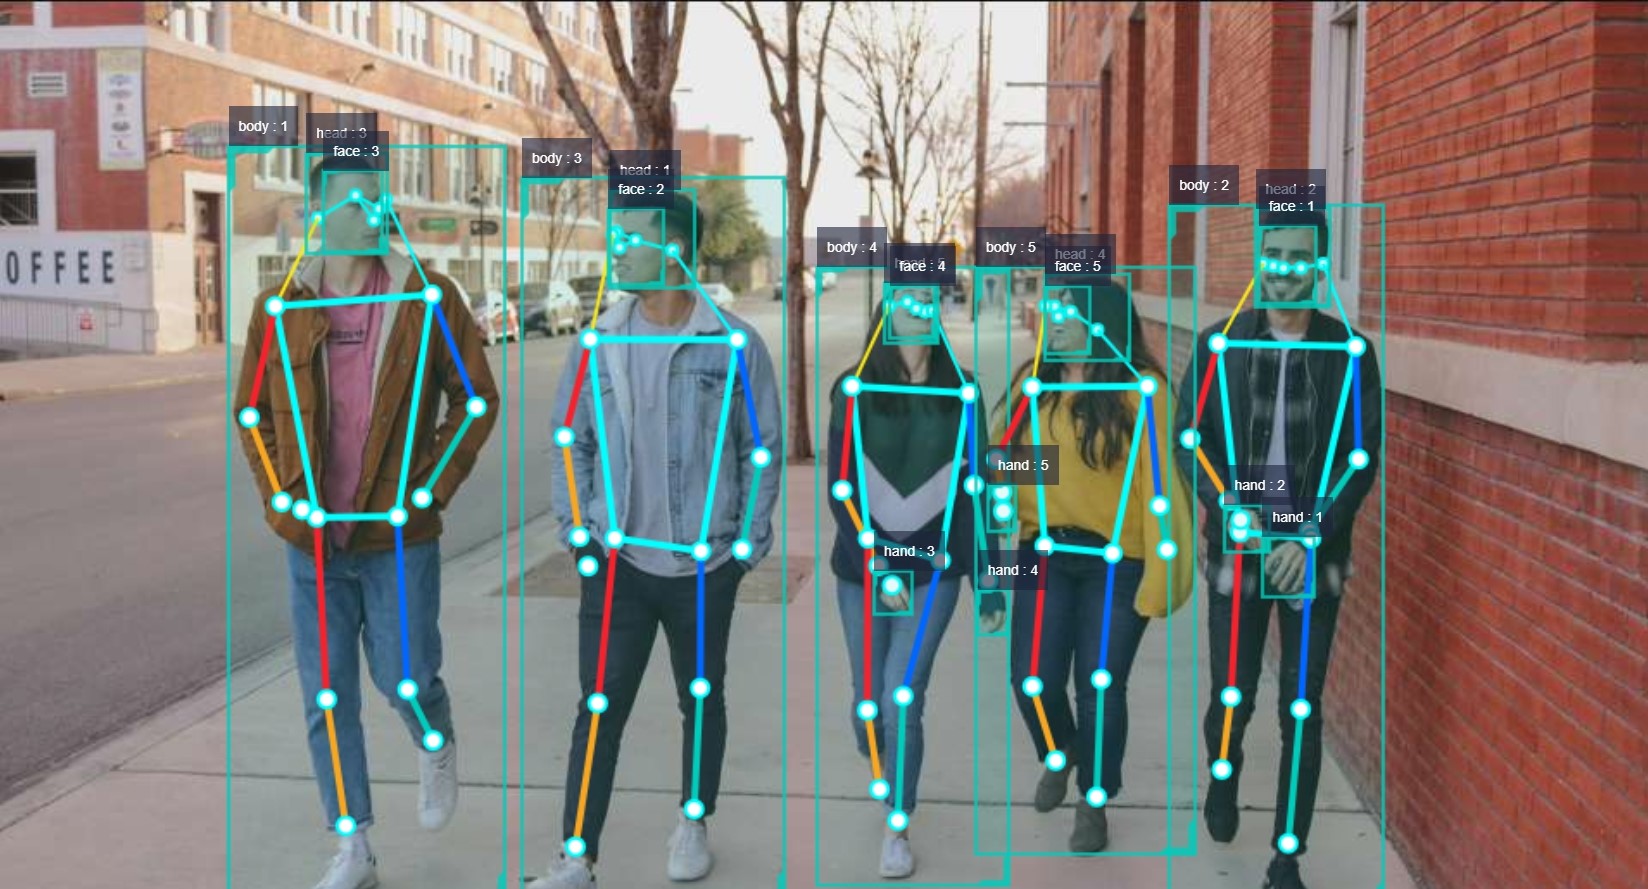 body : 1
head : 3
face : 3
body : 3
head : 1
face : 2
body : 2
head : 2
face : 1
body : 4
face : 4
body : 5
head : 4
face : 5
hand : 5
hand : 2
hand : 1
hand : 3
hand : 4
OFFEE